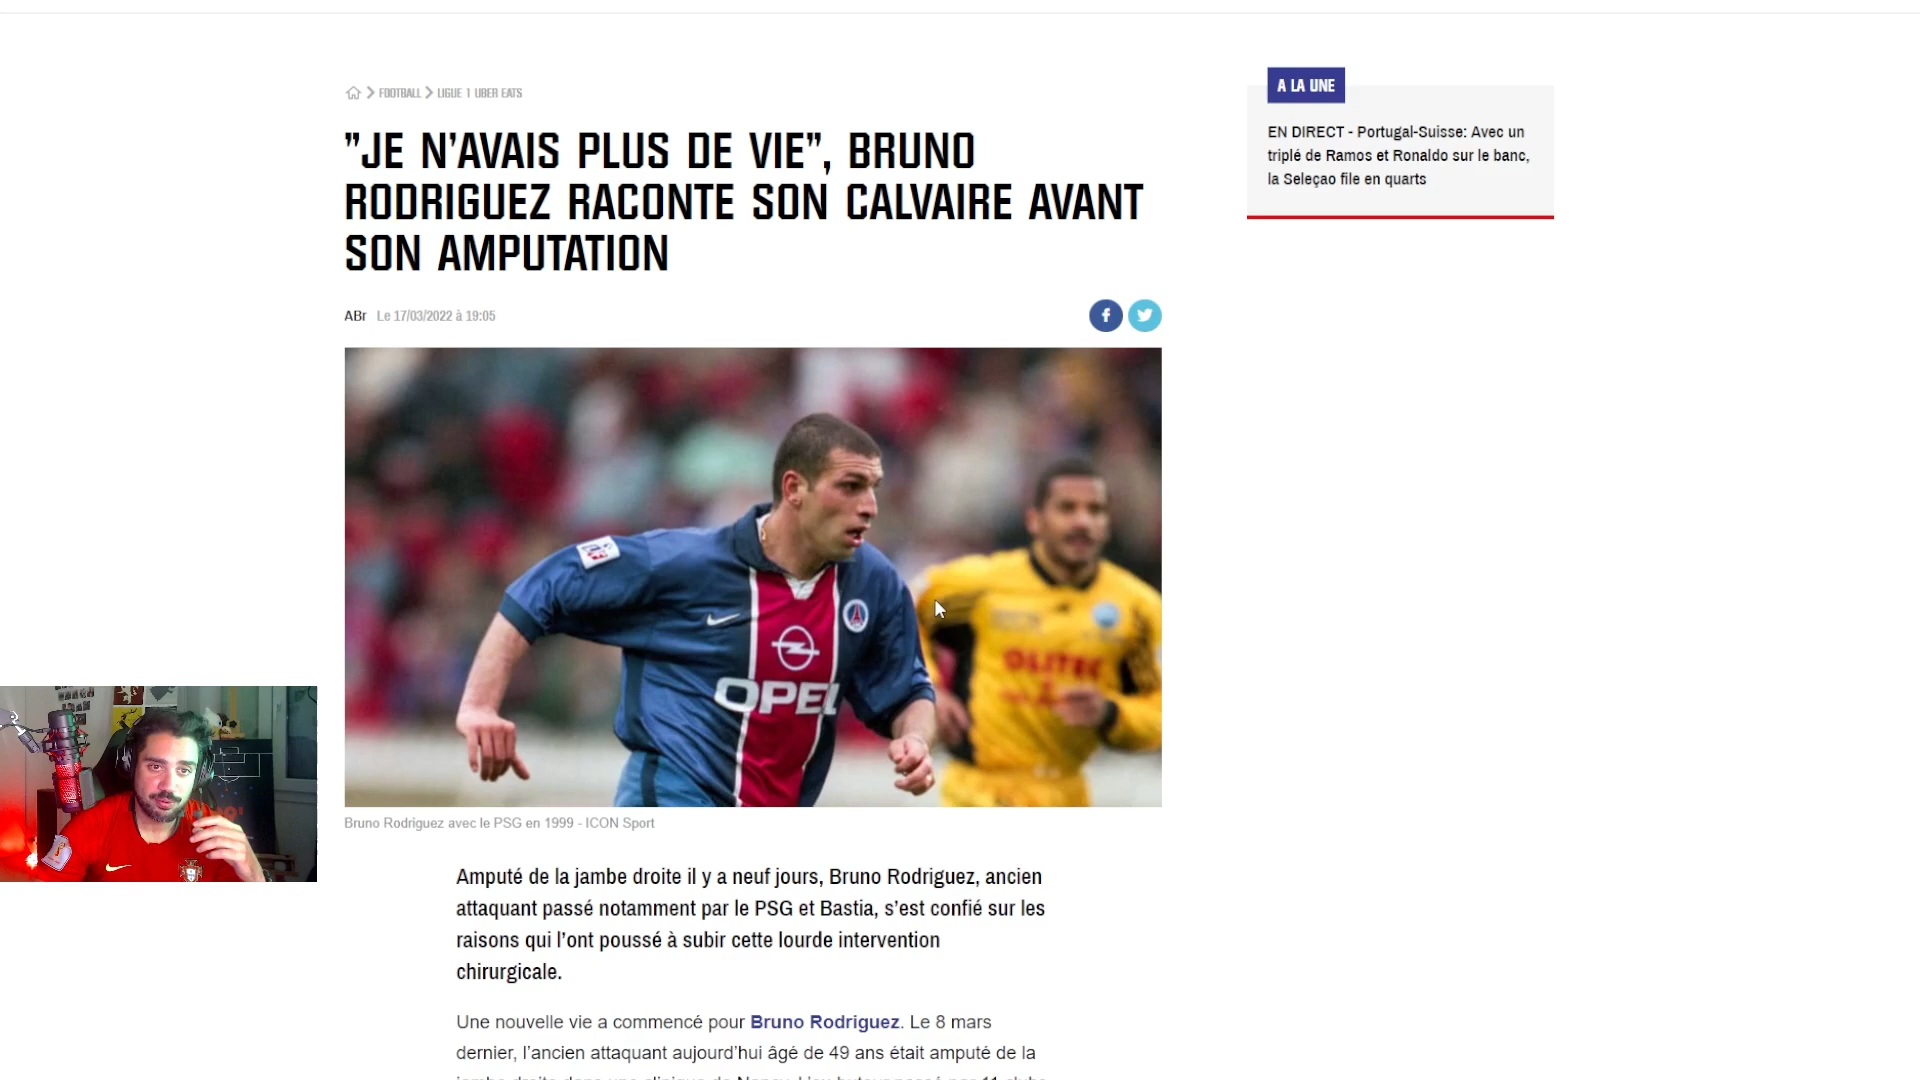 FOOTBALL LIGUE 1 UBER EATS
"JE N'AVAIS PLUS DE VIE", BRUNO
RODRIGUEZ RACONTE SON CALVAIRE AVANT
SON AMPUTATION
ABr Le 17/03/2022 à 19:05
A LA UNE
EN DIRECT - Portugal-Suisse: Avec un
triplé de Ramos et Ronaldo sur le banc,
la Seleçao file en quarts
OPEL
OLITEC
Bruno Rodriguez avec le PSG en 1999 - ICON Sport
Amputé de la jambe droite il y a neuf jours, Bruno Rodriguez, ancien
attaquant passé notamment par le PSG et Bastia, s'est confié sur les
raisons qui l'ont poussé à subir cette lourde intervention
chirurgicale.
Une nouvelle vie a commencé pour Bruno Rodriguez. Le 8 mars
dernier, l'ancien attaquant aujourd'hui âgé de 49 ans était amputé de la